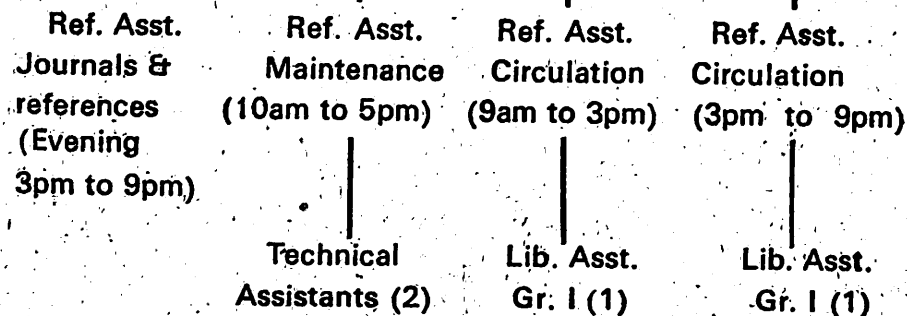 Ref. Asst.
Journals &
references
(Evening
3pm to 9pm)
Ref. Asst.
Maintenance
(10am to 5pm)
Technical
Assistants (2)
Ref. Asst.
Circulation
(9am to 3pm)
Lib. Asst.
Gr. I (1)
Ref. Asst.
Circulation
(3pm to 9pm)
Lib. Asst.
Gr. I (1)